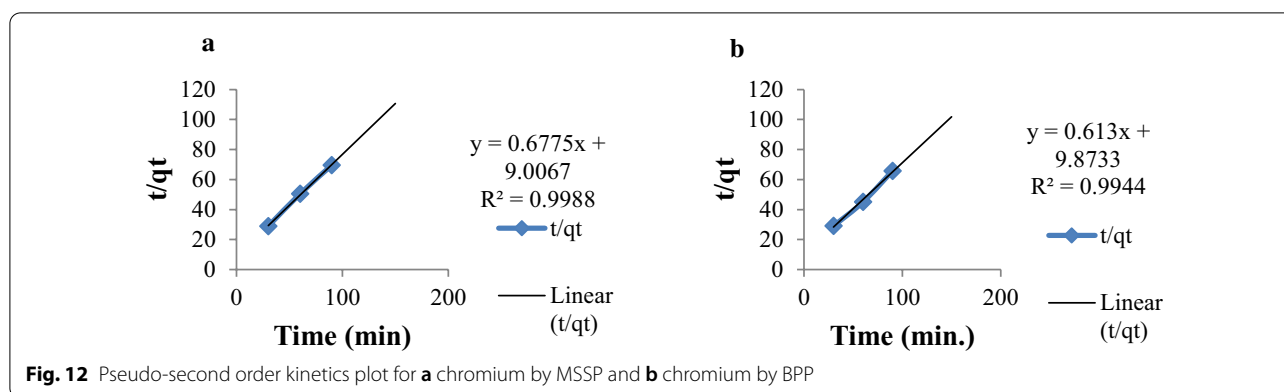 a
120
100
80
60
40
20
0
t/qt
0 100 200
Time (min)
y = 0.6775x +
9.0067
R² = 0.9988
t/qt
Linear
(t/qt)
b
120
100
80
60
40
20
0
t/qt
0 100 200
Time (min.)
y = 0.613x +
9.8733
R² = 0.9944
t/qt
Linear
(t/qt)
Fig. 12 Pseudo-second order kinetics plot for a chromium by MSSP and b chromium by BPP